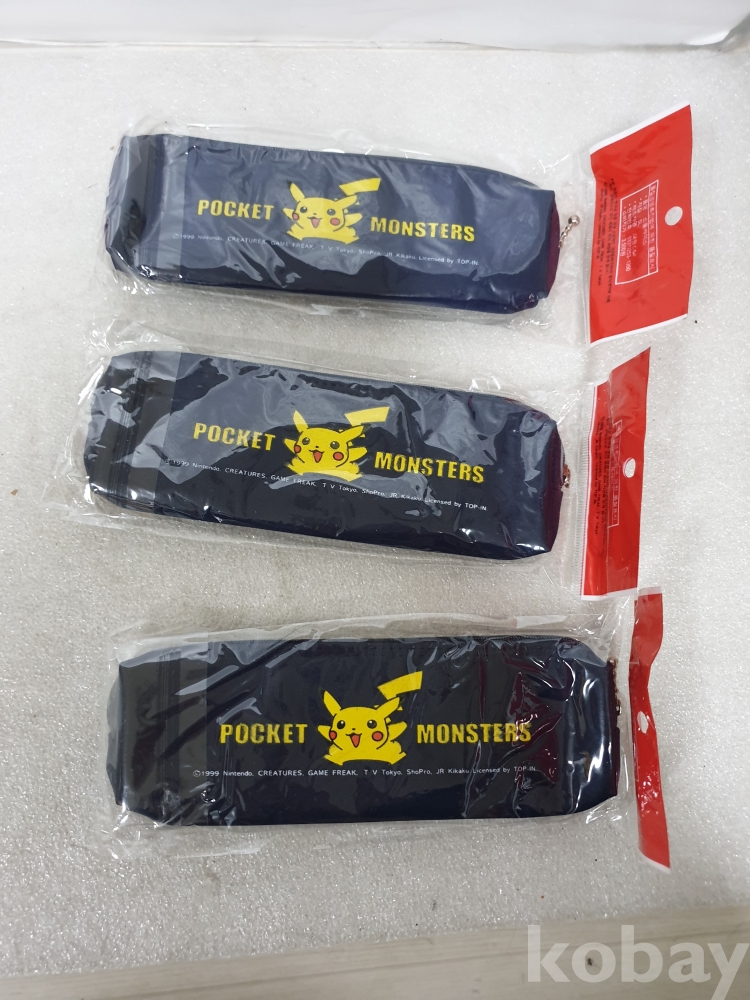 POCKET MONSTERS
©1999 Nintendo, CREATURES, GAME FREAK, T V Tokyo, ShoPro, JR Kikaku, Licensed by TOP-IN
POCKET MONSTERS
© 1999 Nintendo, CREATURES, GAME FREAK, T V Tokyo, ShoPro, JR Kikaku, Licensed by TOP-IN
POCKET MONSTERS
©1999 Nintendo, CREATURES, GAME FREAK, T V Tokyo, ShoPro, JR Kikaku, Licensed by TOP-IN
kobay